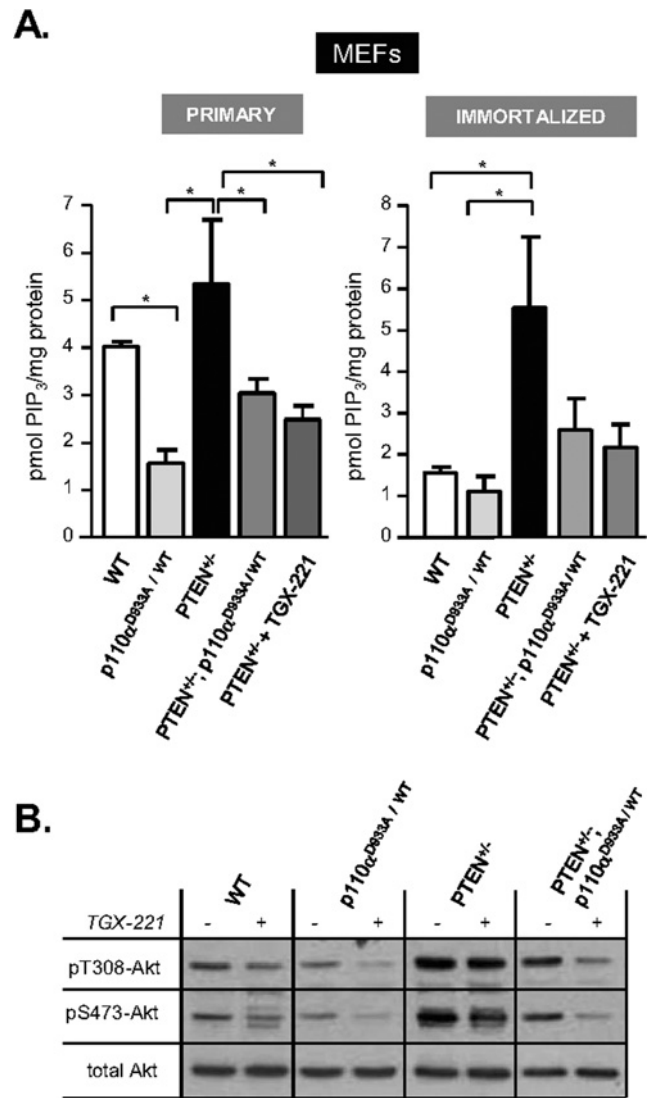 A.
MEFs
PRIMARY
IMMORTALIZED
* * * *
pmol PIP₃/mg protein
7
6
5
4
3
2
1
0
WT
p110α^D933A / WT
PTEN^+/-
PTEN^+/-; p110α^D933A/WT
PTEN^+/- + TGX-221
* *
pmol PIP₃/mg protein
8
7
6
5
4
3
2
1
0
WT
p110α^D933A / WT
PTEN^+/-
PTEN^+/-; p110α^D933A/WT
PTEN^+/- + TGX-221
B.
WT
p110α^D933A / WT
PTEN^+/-
PTEN^+/-;
p110α^D933A/WT
TGX-221 - + - + - + - +
pT308-Akt
pS473-Akt
total Akt